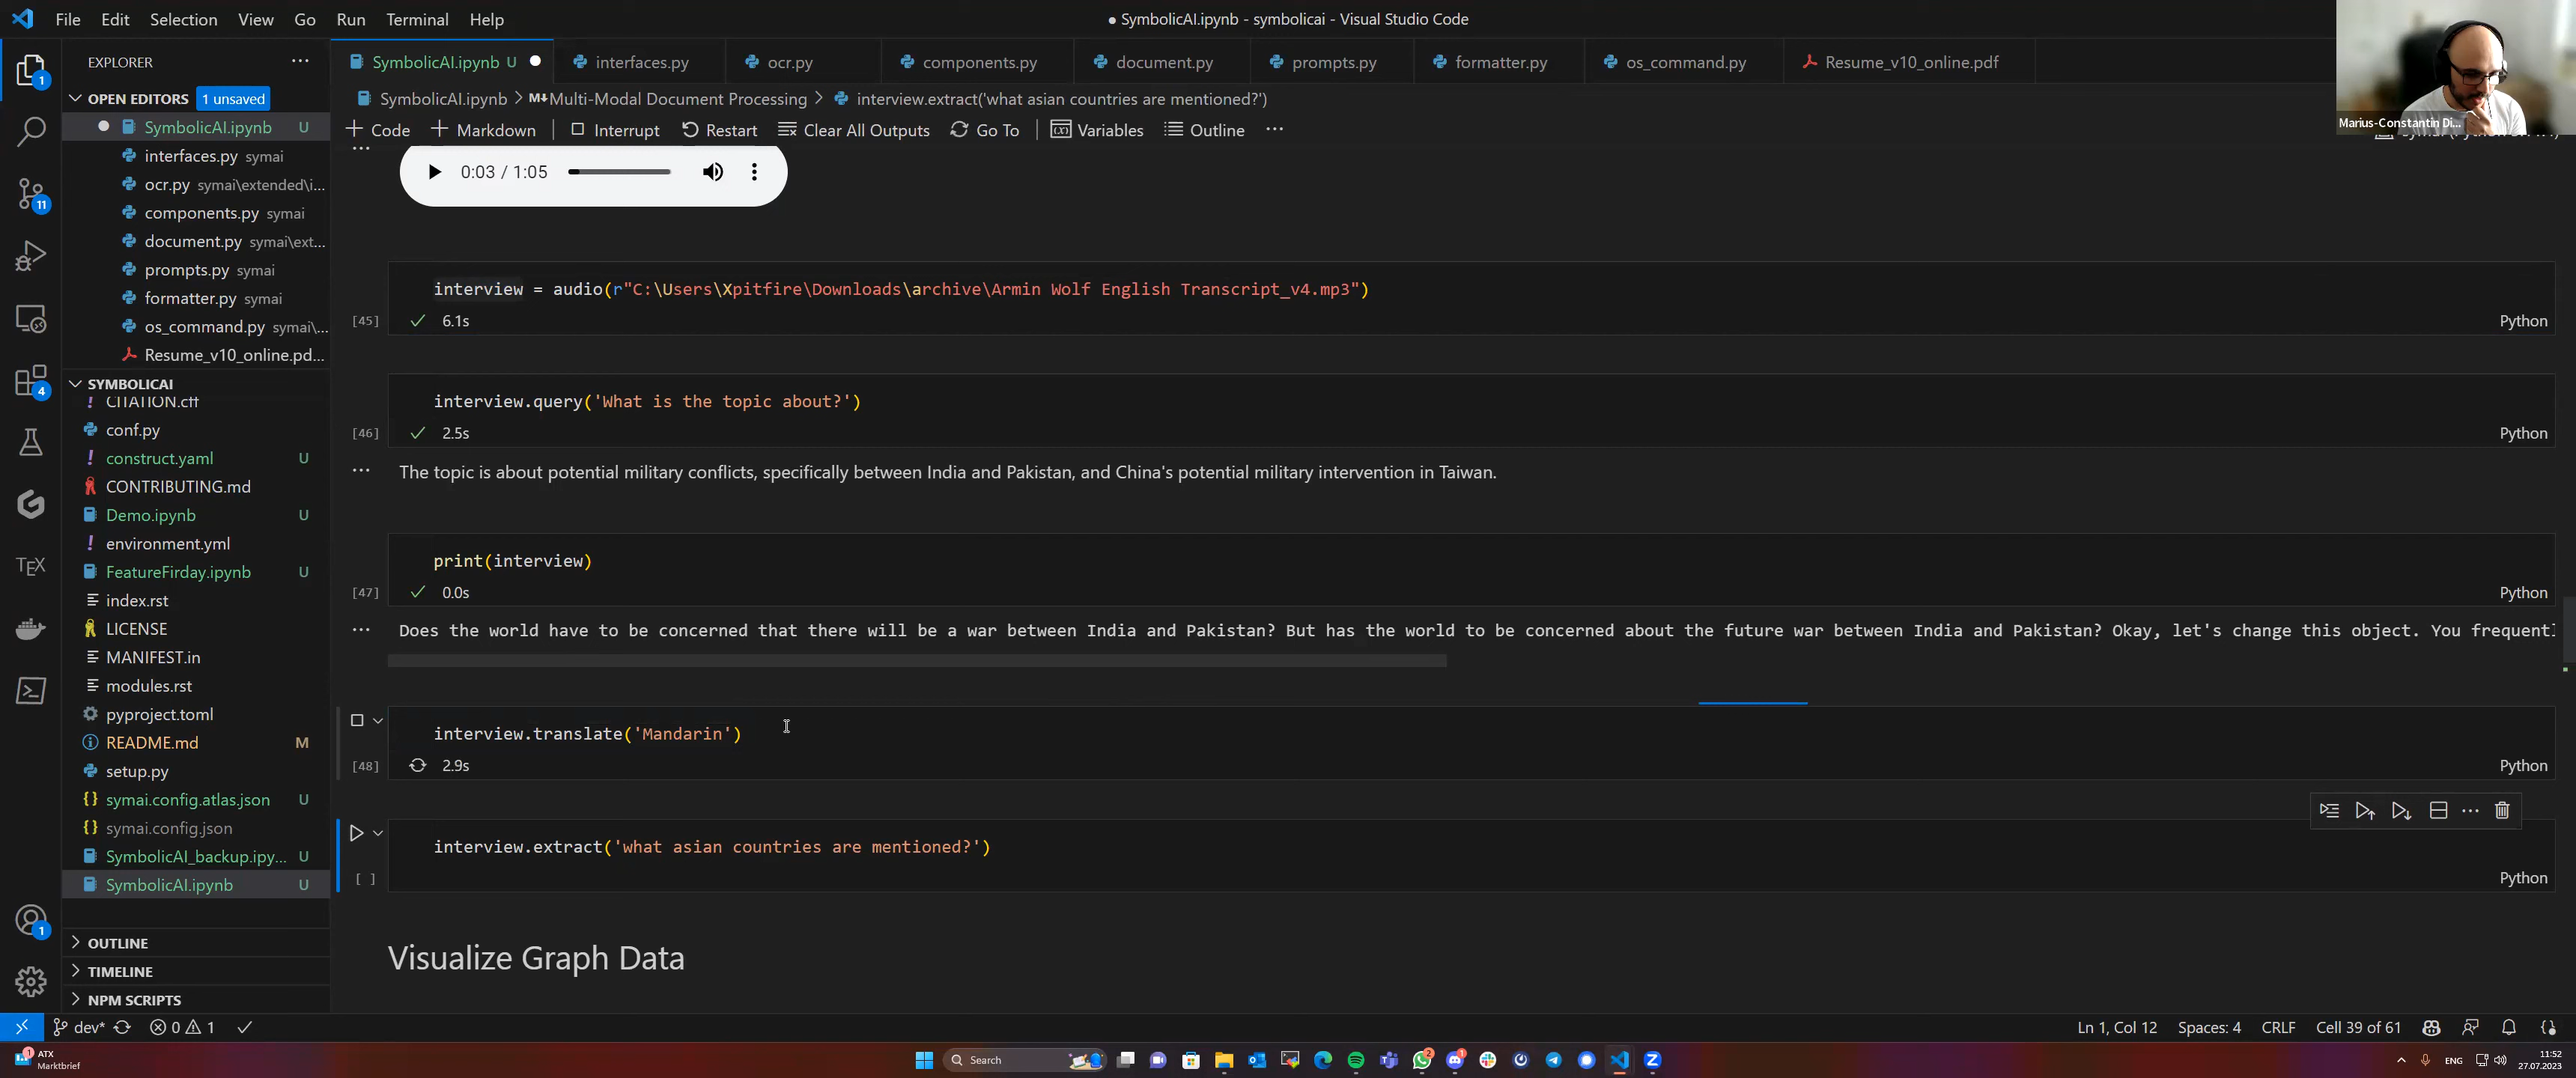 File Edit Selection View Go Run Terminal Help
● SymbolicAI.ipynb - symbolicai - Visual Studio Code
EXPLORER
SymbolicAI.ipynb U
interfaces.py
ocr.py
components.py
document.py
prompts.py
formatter.py
os_command.py
Resume_v10_online.pdf
Marius-Constantin Di...
SymbolicAI.ipynb > M↓Multi-Modal Document Processing > interview.extract('what asian countries are mentioned?')
+ Code + Markdown Interrupt Restart Clear All Outputs Go To Variables Outline ...
OPEN EDITORS 1 unsaved
SymbolicAI.ipynb U
interfaces.py symai
ocr.py symai\extended\i...
components.py symai
document.py symai\ext...
prompts.py symai
formatter.py symai
os_command.py symai\...
Resume_v10_online.pd...
SYMBOLICAI
! CITATION.cff
conf.py
! construct.yaml U
CONTRIBUTING.md
Demo.ipynb U
! environment.yml
FeatureFirday.ipynb U
index.rst
LICENSE
MANIFEST.in
modules.rst
pyproject.toml
README.md M
setup.py
{} symai.config.atlas.json U
{} symai.config.json
SymbolicAI_backup.ipy... U
SymbolicAI.ipynb U
OUTLINE
TIMELINE
NPM SCRIPTS
1
11
4
TEX
1
0:03 / 1:05
interview = audio(r"C:\Users\Xpitfire\Downloads\archive\Armin Wolf English Transcript_v4.mp3")
[45] 6.1s Python
interview.query('What is the topic about?')
[46] 2.5s Python
The topic is about potential military conflicts, specifically between India and Pakistan, and China's potential military intervention in Taiwan.
print(interview)
[47] 0.0s Python
Does the world have to be concerned that there will be a war between India and Pakistan? But has the world to be concerned about the future war between India and Pakistan? Okay, let's change this object. You frequentl
interview.translate('Mandarin')
[48] 2.9s Python
interview.extract('what asian countries are mentioned?')
[ ] Python
Visualize Graph Data
dev* 0 1
Ln 1, Col 12 Spaces: 4 CRLF Cell 39 of 61
1 ATX
Marktbrief
Search
2
1
ENG
11:52
27.07.2023